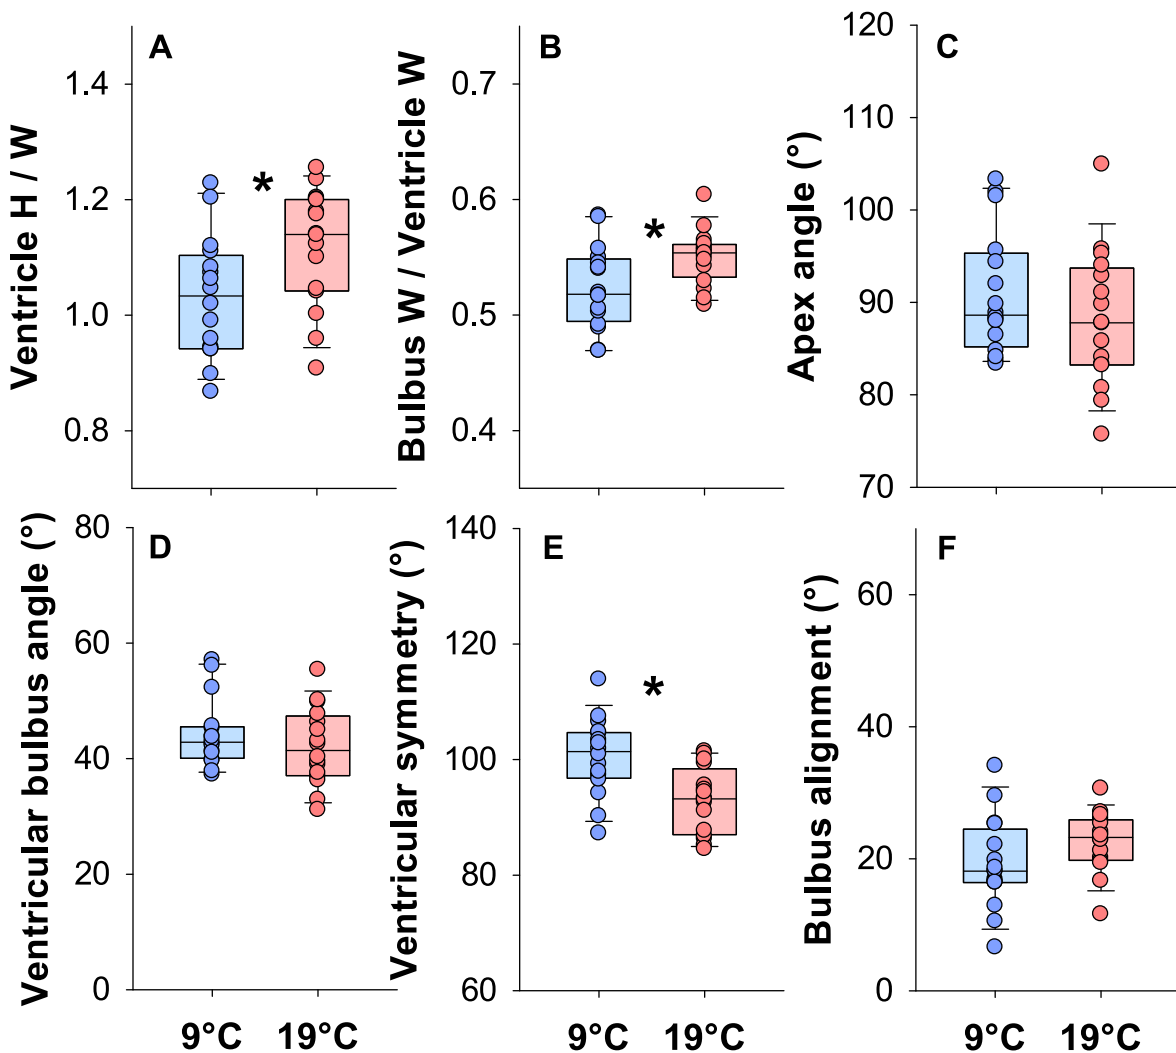 A
Ventricle H / W
1.4
1.2
1.0
0.8
*
B
Bulbus W / Ventricle W
0.7
0.6
0.5
0.4
*
C
Apex angle (°)
120
110
100
90
80
70
D
Ventricular bulbus angle (°)
80
60
40
20
0
9°C 19°C
E
Ventricular symmetry (°)
140
120
100
80
60
*
9°C 19°C
F
Bulbus alignment (°)
60
40
20
0
9°C 19°C